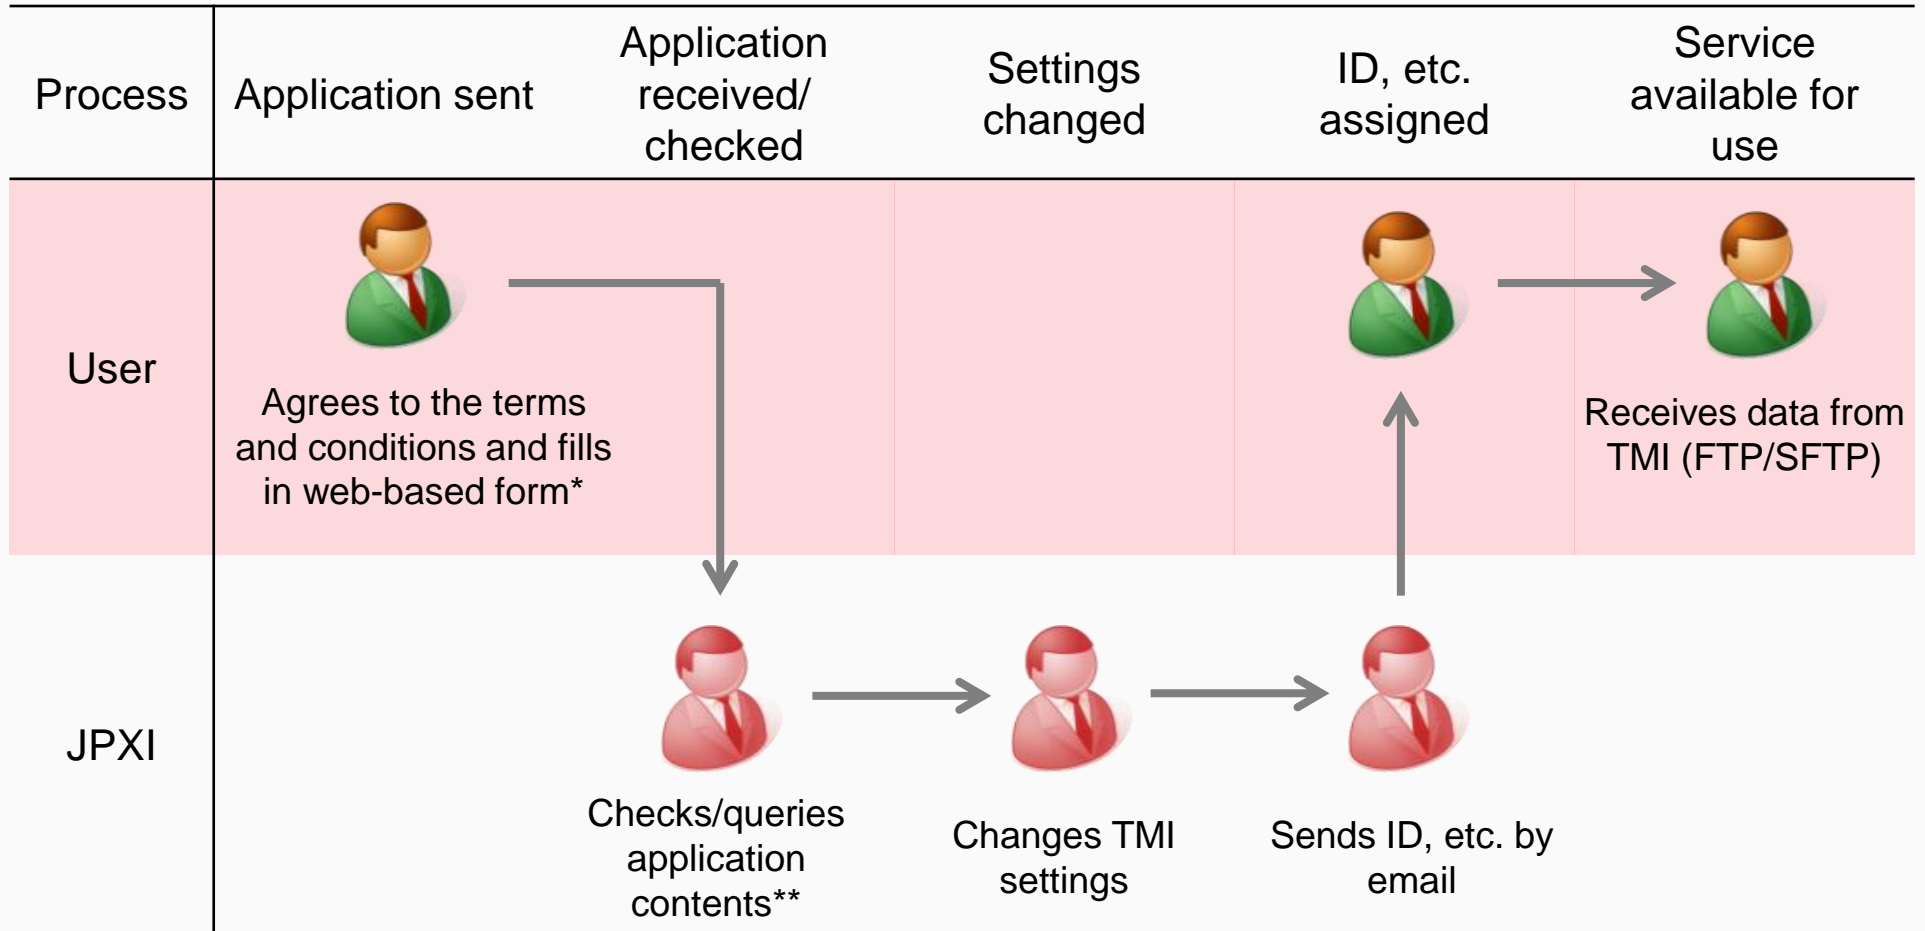 Process
Application sent
Application
received/
checked
Settings
changed
ID, etc.
assigned
Service
available for
use
User
Agrees to the terms
and conditions and fills
in web-based form*
Receives data from
TMI (FTP/SFTP)
JPXI
Checks/queries
application
contents**
Changes TMI
settings
Sends ID, etc. by
email